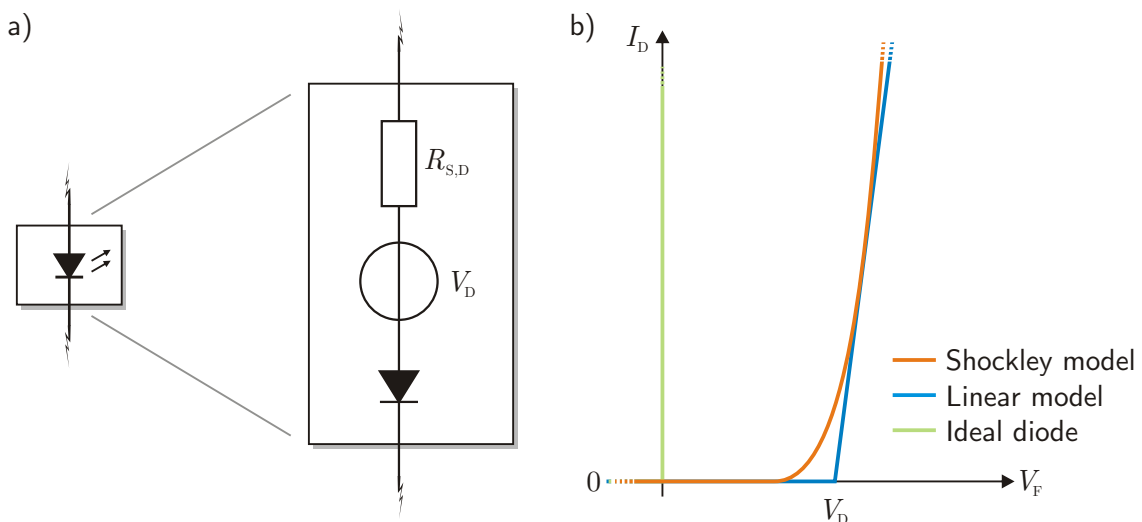 a)
R_S,D
V_D
b)
I_D
Shockley model
Linear model
Ideal diode
0
V_F
V_D